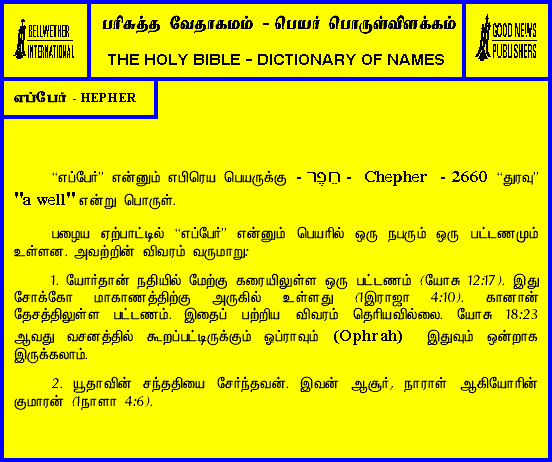 BELLWETHER
INTERNATIONAL
பரிசுத்த வேதாகமம் - பெயர் பொருள்விளக்கம்
THE HOLY BIBLE - DICTIONARY OF NAMES
GOOD NEWS
PUBLISHERS
எப்பேர் - HEPHER
“எப்பேர்” என்னும் எபிரெய பெயருக்கு - חֵפֶר - Chepher - 2660 “துரவு”
"a well" என்று பொருள்.
பழைய ஏற்பாட்டில் “எப்பேர்” என்னும் பெயரில் ஒரு நபரும் ஒரு பட்டணமும்
உள்ளன. அவற்றின் விவரம் வருமாறு:
1. யோர்தான் நதியில் மேற்கு கரையிலுள்ள ஒரு பட்டணம் (யோசு 12:17). இது
சோக்கோ மாகாணத்திற்கு அருகில் உள்ளது (1இராஜா 4:10). கானான்
தேசத்திலுள்ள பட்டணம். இதைப் பற்றிய விவரம் தெரியவில்லை. யோசு 18:23
ஆவது வசனத்தில் கூறப்பட்டிருக்கும் ஓப்ராவும் (Ophrah) இதுவும் ஒன்றாக
இருக்கலாம்.
2. யூதாவின் சந்ததியை சேர்ந்தவன். இவன் ஆசூர், நாராள் ஆகியோரின்
குமாரன் (1நாளா 4:6).